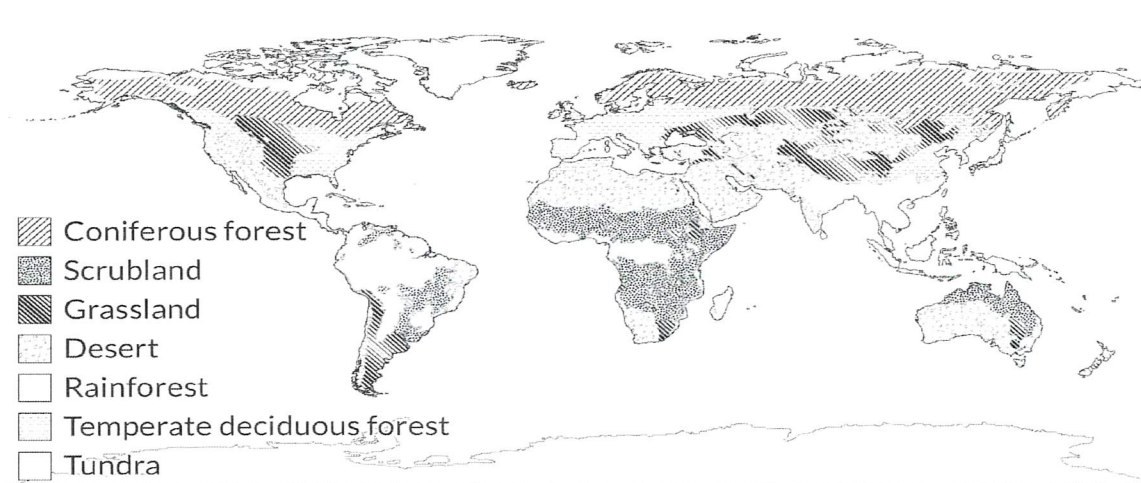 Coniferous forest
Scrubland
Grassland
Desert
Rainforest
Temperate deciduous forest
Tundra